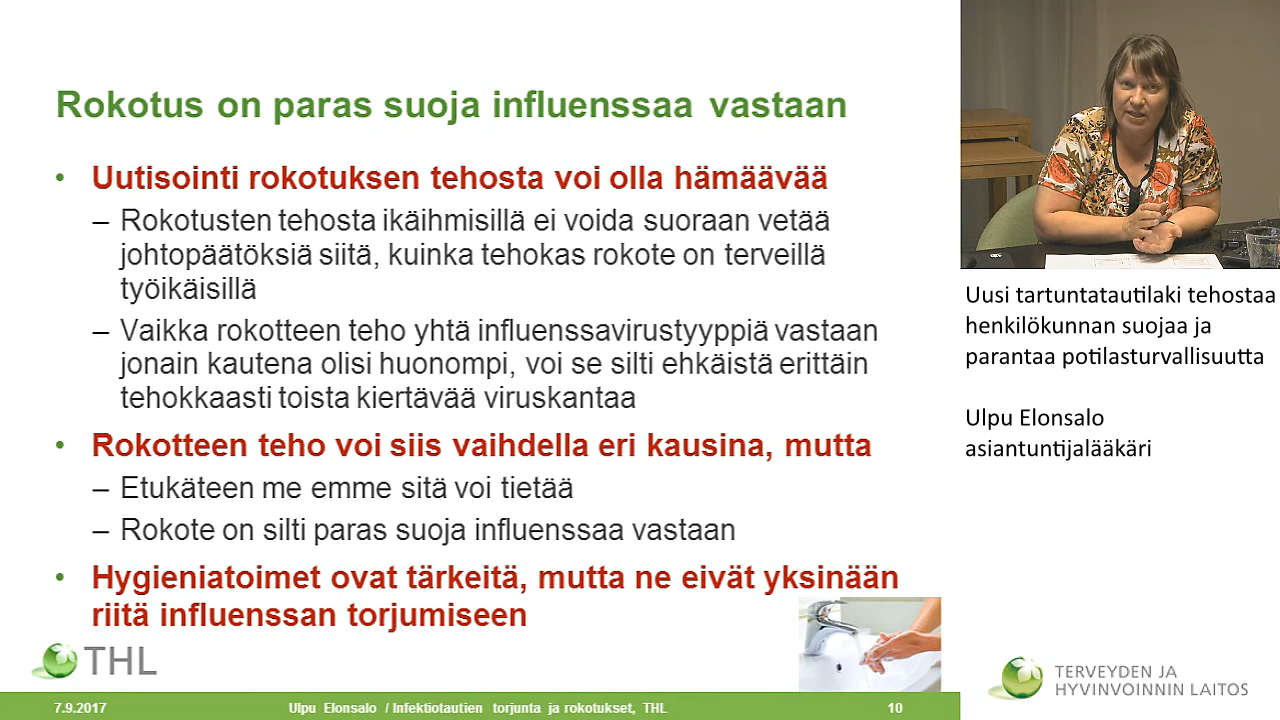 Rokotus on paras suoja influenssaa vastaan
• Uutisointi rokotuksen tehosta voi olla hämäävää
– Rokotusten tehosta ikäihmisillä ei voida suoraan vetää
johtopäätöksiä siitä, kuinka tehokas rokote on terveillä
työikäisillä
– Vaikka rokotteen teho yhtä influenssavirustyyppiä vastaan
jonain kautena olisi huonompi, voi se silti ehkäistä erittäin
tehokkaasti toista kiertävää viruskantaa
• Rokotteen teho voi siis vaihdella eri kausina, mutta
– Etukäteen me emme sitä voi tietää
– Rokote on silti paras suoja influenssaa vastaan
• Hygieniatoimet ovat tärkeitä, mutta ne eivät yksinään
riitä influenssan torjumiseen
THL
7.9.2017 Ulpu Elonsalo / Infektiotautien torjunta ja rokotukset, THL 10
Uusi tartuntatautilaki tehostaa
henkilökunnan suojaa ja
parantaa potilasturvallisuutta
Ulpu Elonsalo
asiantuntijalääkäri
TERVEYDEN JA
HYVINVOINNIN LAITOS